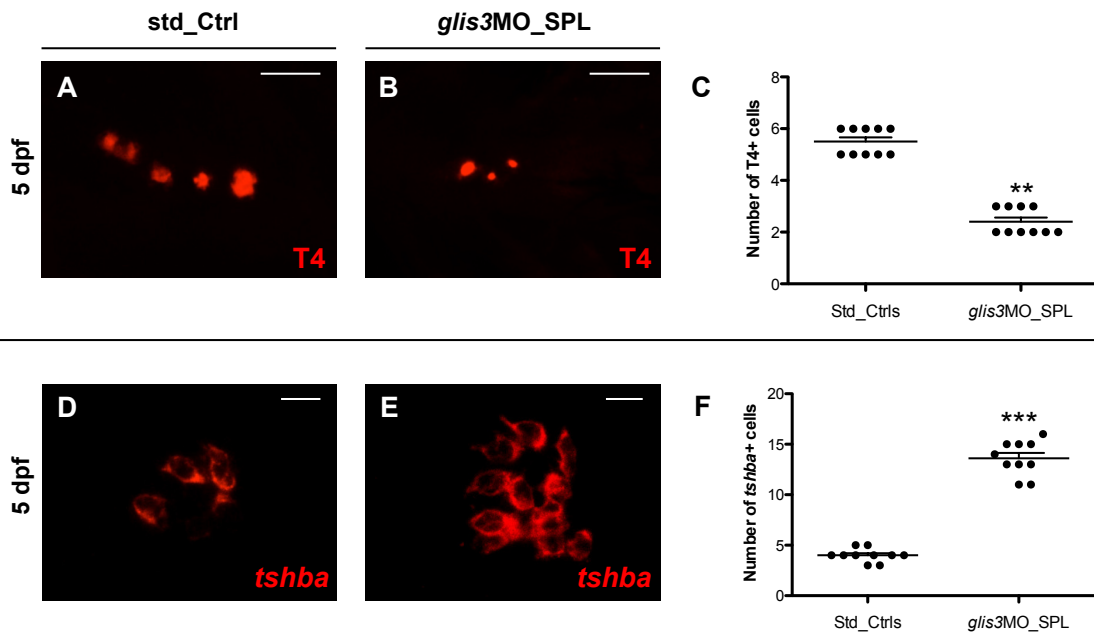 std_Ctrl
glis3MO_SPL
5 dpf
A
T4
B
T4
C
Number of T4+ cells
8
6
4
2
0
**
Std_Ctrls
glis3MO_SPL
5 dpf
D
tshba
E
tshba
F
Number of tshba+ cells
20
15
10
5
0
***
Std_Ctrls
glis3MO_SPL